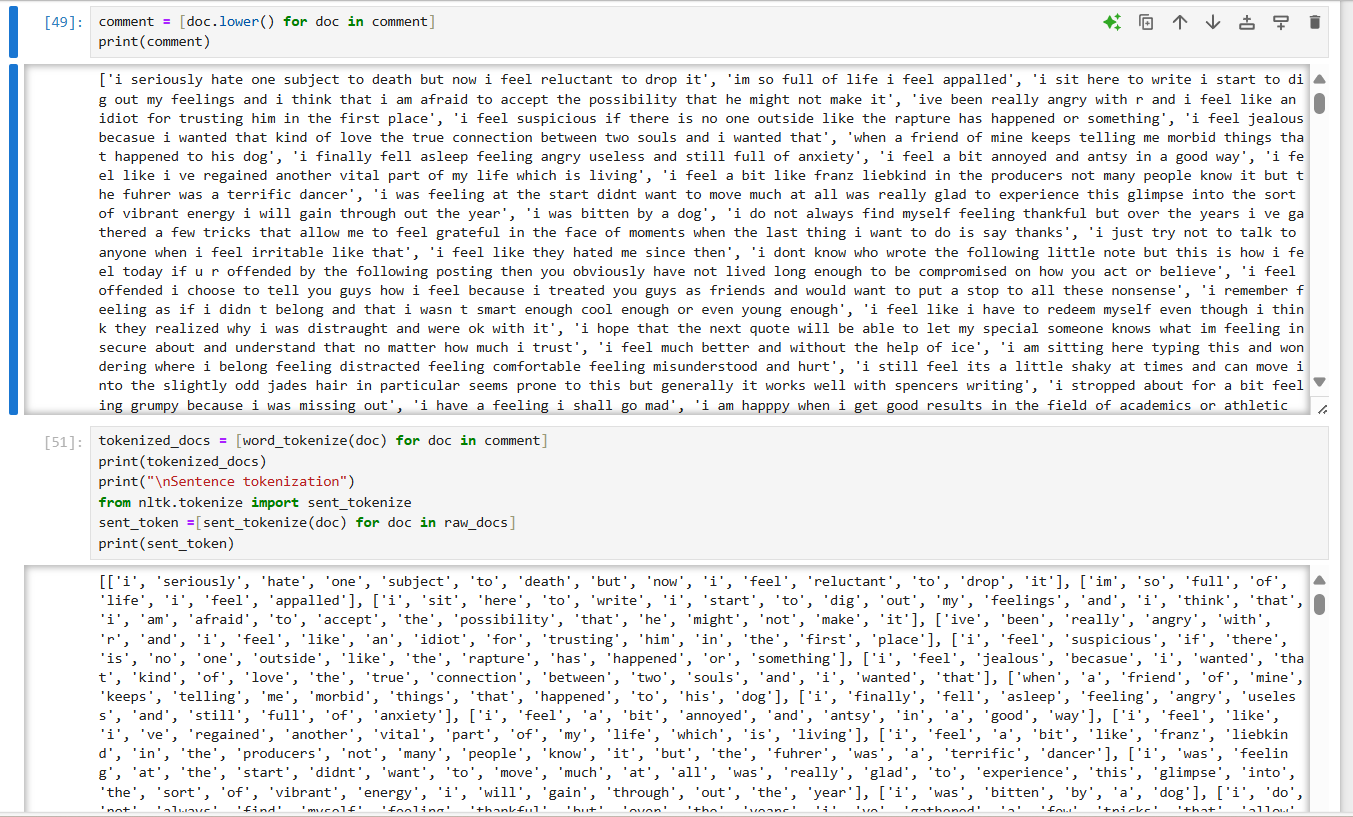 [49]: comment = [doc.lower() for doc in comment]
print(comment)
['i seriously hate one subject to death but now i feel reluctant to drop it', 'im so full of life i feel appalled', 'i sit here to write i start to di
g out my feelings and i think that i am afraid to accept the possibility that he might not make it', 'ive been really angry with r and i feel like an
idiot for trusting him in the first place', 'i feel suspicious if there is no one outside like the rapture has happened or something', 'i feel jealous
becasue i wanted that kind of love the true connection between two souls and i wanted that', 'when a friend of mine keeps telling me morbid things tha
t happened to his dog', 'i finally fell asleep feeling angry useless and still full of anxiety', 'i feel a bit annoyed and antsy in a good way', 'i fe
el like i ve regained another vital part of my life which is living', 'i feel a bit like franz liebkind in the producers not many people know it but t
he fuhrer was a terrific dancer', 'i was feeling at the start didnt want to move much at all was really glad to experience this glimpse into the sort
of vibrant energy i will gain through out the year', 'i was bitten by a dog', 'i do not always find myself feeling thankful but over the years i ve ga
thered a few tricks that allow me to feel grateful in the face of moments when the last thing i want to do is say thanks', 'i just try not to talk to
anyone when i feel irritable like that', 'i feel like they hated me since then', 'i dont know who wrote the following little note but this is how i fe
el today if u r offended by the following posting then you obviously have not lived long enough to be compromised on how you act or believe', 'i feel
offended i choose to tell you guys how i feel because i treated you guys as friends and would want to put a stop to all these nonsense', 'i remember f
eeling as if i didn t belong and that i wasn t smart enough cool enough or even young enough', 'i feel like i have to redeem myself even though i thin
k they realized why i was distraught and were ok with it', 'i hope that the next quote will be able to let my special someone knows what im feeling in
secure about and understand that no matter how much i trust', 'i feel much better and without the help of ice', 'i am sitting here typing this and won
dering where i belong feeling distracted feeling comfortable feeling misunderstood and hurt', 'i still feel its a little shaky at times and can move i
nto the slightly odd jades hair in particular seems prone to this but generally it works well with spencers writing', 'i stropped about for a bit feel
ing grumpy because i was missing out', 'i have a feeling i shall go mad', 'i am happpy when i get good results in the field of academics or athletic
[51]: tokenized_docs = [word_tokenize(doc) for doc in comment]
print(tokenized_docs)
print("\nSentence tokenization")
from nltk.tokenize import sent_tokenize
sent_token =[sent_tokenize(doc) for doc in raw_docs]
print(sent_token)
[['i', 'seriously', 'hate', 'one', 'subject', 'to', 'death', 'but', 'now', 'i', 'feel', 'reluctant', 'to', 'drop', 'it'], ['im', 'so', 'full', 'of',
'life', 'i', 'feel', 'appalled'], ['i', 'sit', 'here', 'to', 'write', 'i', 'start', 'to', 'dig', 'out', 'my', 'feelings', 'and', 'i', 'think', 'that',
'i', 'am', 'afraid', 'to', 'accept', 'the', 'possibility', 'that', 'he', 'might', 'not', 'make', 'it'], ['ive', 'been', 'really', 'angry', 'with',
'r', 'and', 'i', 'feel', 'like', 'an', 'idiot', 'for', 'trusting', 'him', 'in', 'the', 'first', 'place'], ['i', 'feel', 'suspicious', 'if', 'there',
'is', 'no', 'one', 'outside', 'like', 'the', 'rapture', 'has', 'happened', 'or', 'something'], ['i', 'feel', 'jealous', 'becasue', 'i', 'wanted', 'tha
t', 'kind', 'of', 'love', 'the', 'true', 'connection', 'between', 'two', 'souls', 'and', 'i', 'wanted', 'that'], ['when', 'a', 'friend', 'of', 'mine',
'keeps', 'telling', 'me', 'morbid', 'things', 'that', 'happened', 'to', 'his', 'dog'], ['i', 'finally', 'fell', 'asleep', 'feeling', 'angry', 'useles
s', 'and', 'still', 'full', 'of', 'anxiety'], ['i', 'feel', 'a', 'bit', 'annoyed', 'and', 'antsy', 'in', 'a', 'good', 'way'], ['i', 'feel', 'like',
'i', 've', 'regained', 'another', 'vital', 'part', 'of', 'my', 'life', 'which', 'is', 'living'], ['i', 'feel', 'a', 'bit', 'like', 'franz', 'liebkin
d', 'in', 'the', 'producers', 'not', 'many', 'people', 'know', 'it', 'but', 'the', 'fuhrer', 'was', 'a', 'terrific', 'dancer'], ['i', 'was', 'feelin
g', 'at', 'the', 'start', 'didnt', 'want', 'to', 'move', 'much', 'at', 'all', 'was', 'really', 'glad', 'to', 'experience', 'this', 'glimpse', 'into',
'the', 'sort', 'of', 'vibrant', 'energy', 'i', 'will', 'gain', 'through', 'out', 'the', 'year'], ['i', 'was', 'bitten', 'by', 'a', 'dog'], ['i', 'do',
'not', 'always', 'find', 'myself', 'feeling', 'thankful', 'but', 'over', 'the', 'years', 'i', 've', 'gathered', 'a', 'few', 'tricks', 'that', 'allow',